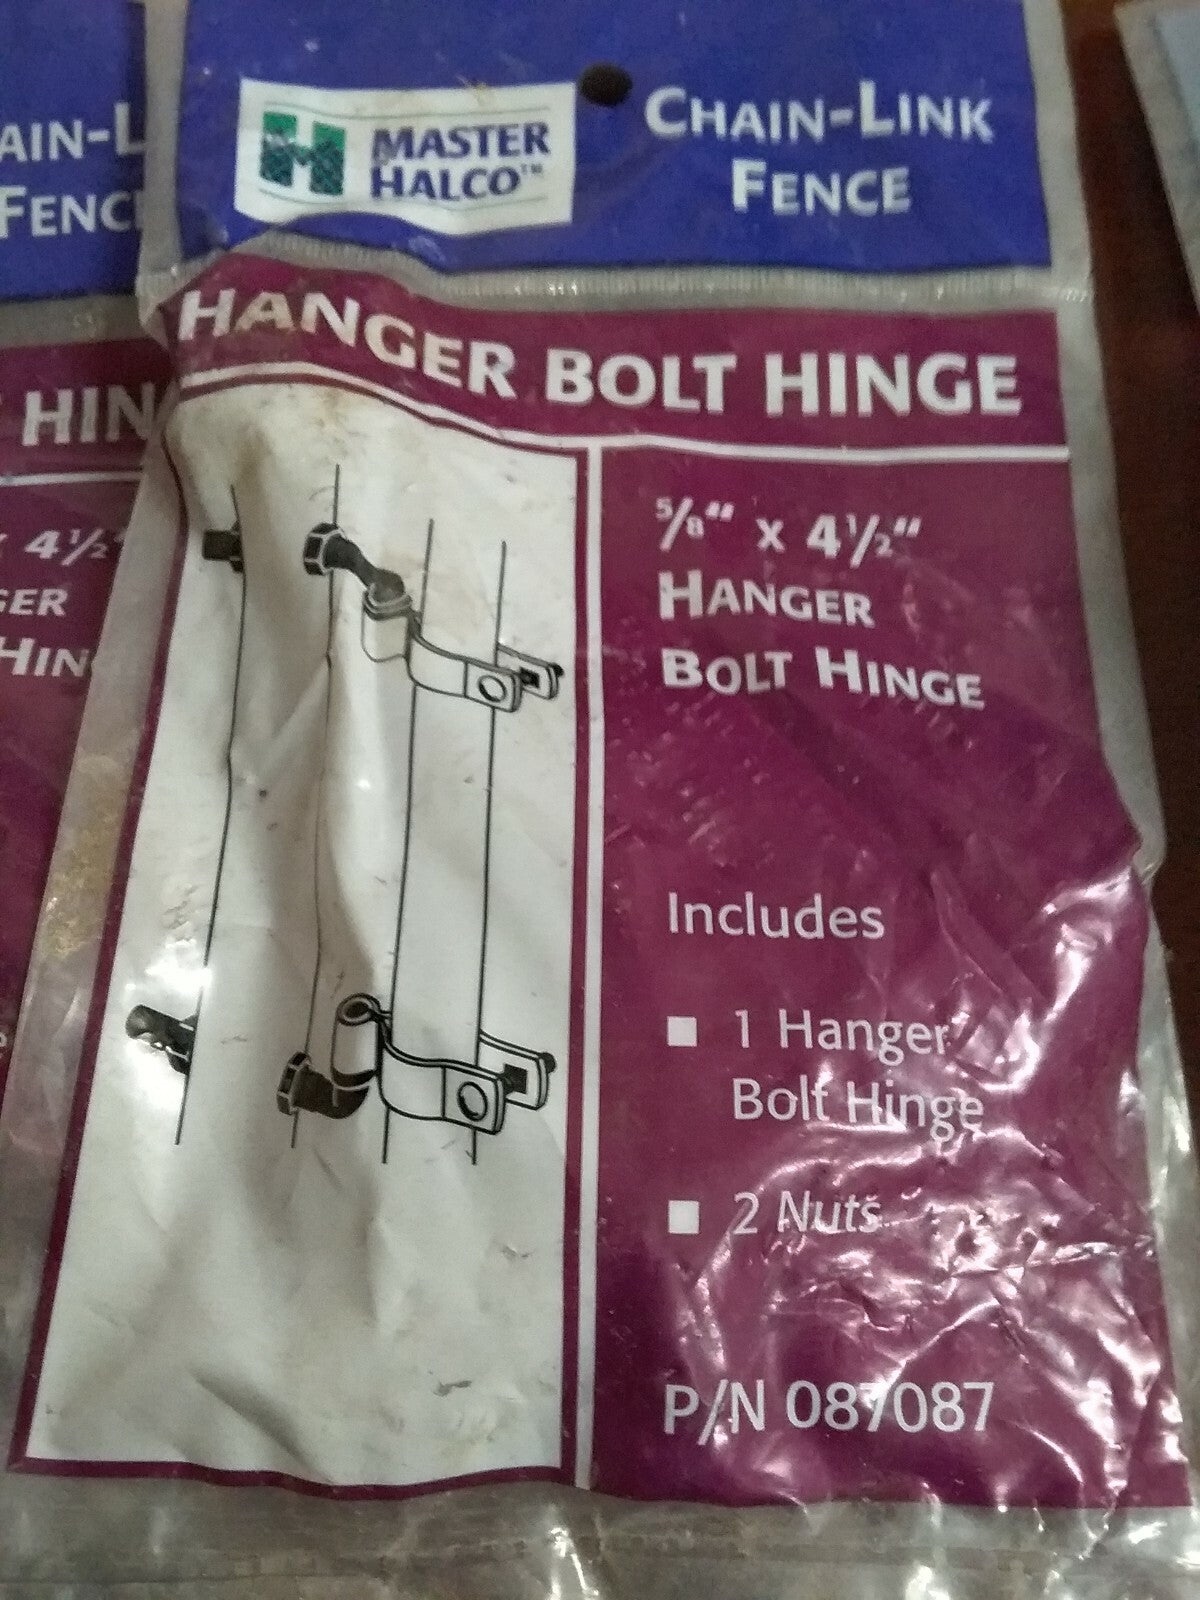 MASTER
HALCO™
CHAIN-LINK
FENCE
HANGER BOLT HINGE
5/8" x 4 1/2"
HANGER
BOLT HINGE
Includes
■ 1 Hanger
Bolt Hinge
■ 2 Nuts
P/N 087087
AIN-L
FENC
HIN
x 4 1/2"
GER
HIN